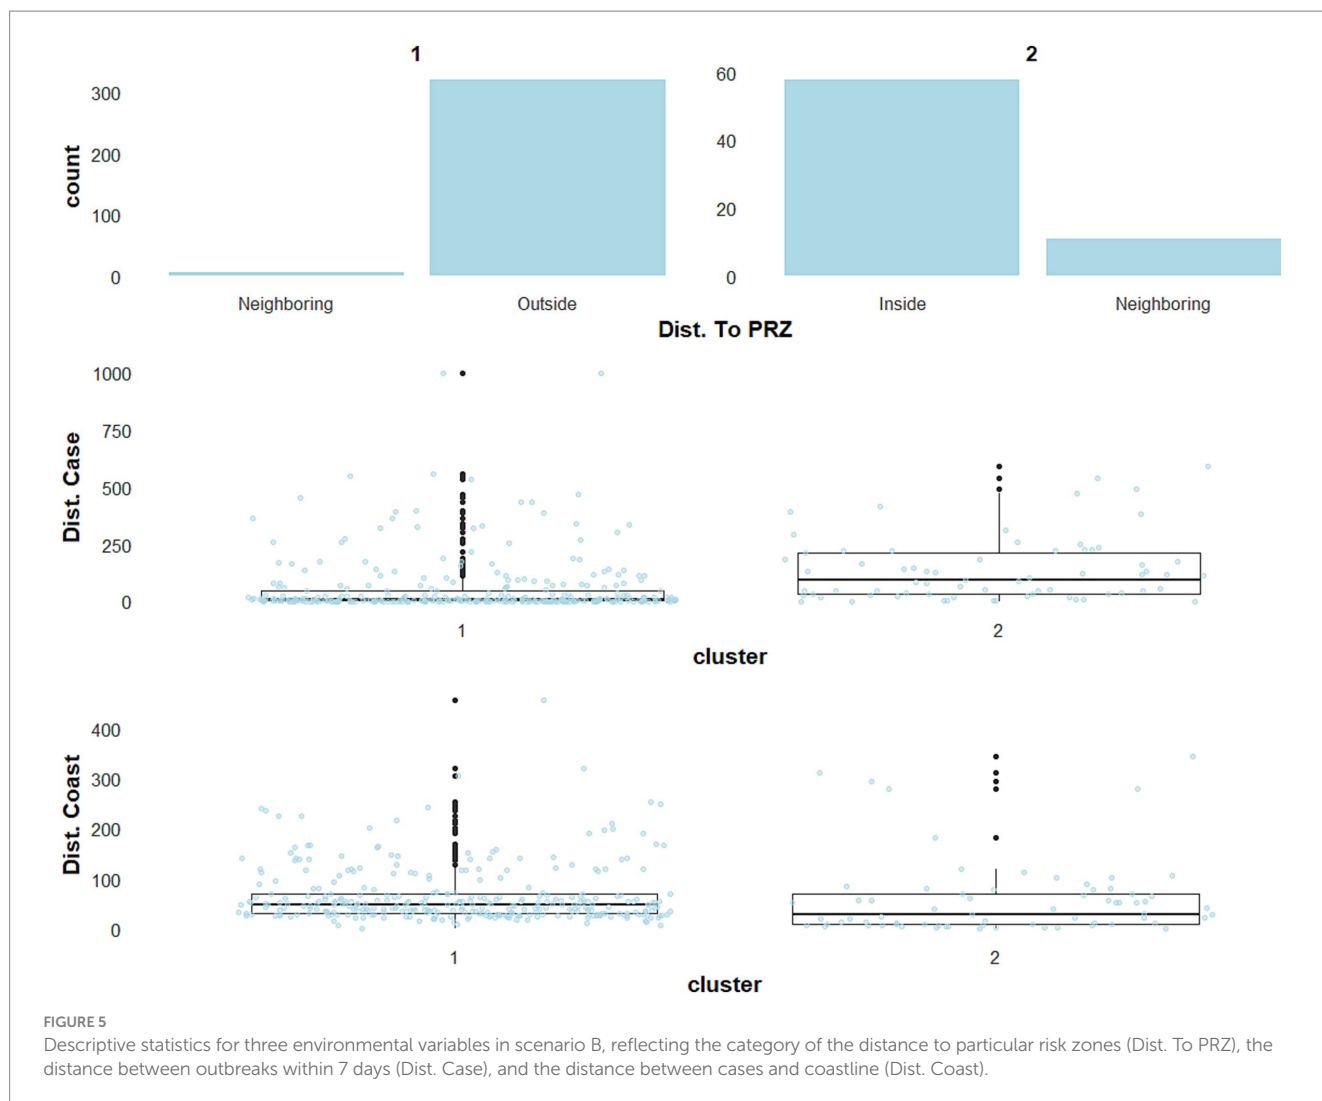 1 2
300
200
100
0
count
60
40
20
0
Neighboring Outside Inside Neighboring
Dist. To PRZ
1000
750
500
250
0
Dist. Case
1 2
cluster
400
300
200
100
0
Dist. Coast
1 2
cluster
FIGURE 5
Descriptive statistics for three environmental variables in scenario B, reflecting the category of the distance to particular risk zones (Dist. To PRZ), the
distance between outbreaks within 7 days (Dist. Case), and the distance between cases and coastline (Dist. Coast).